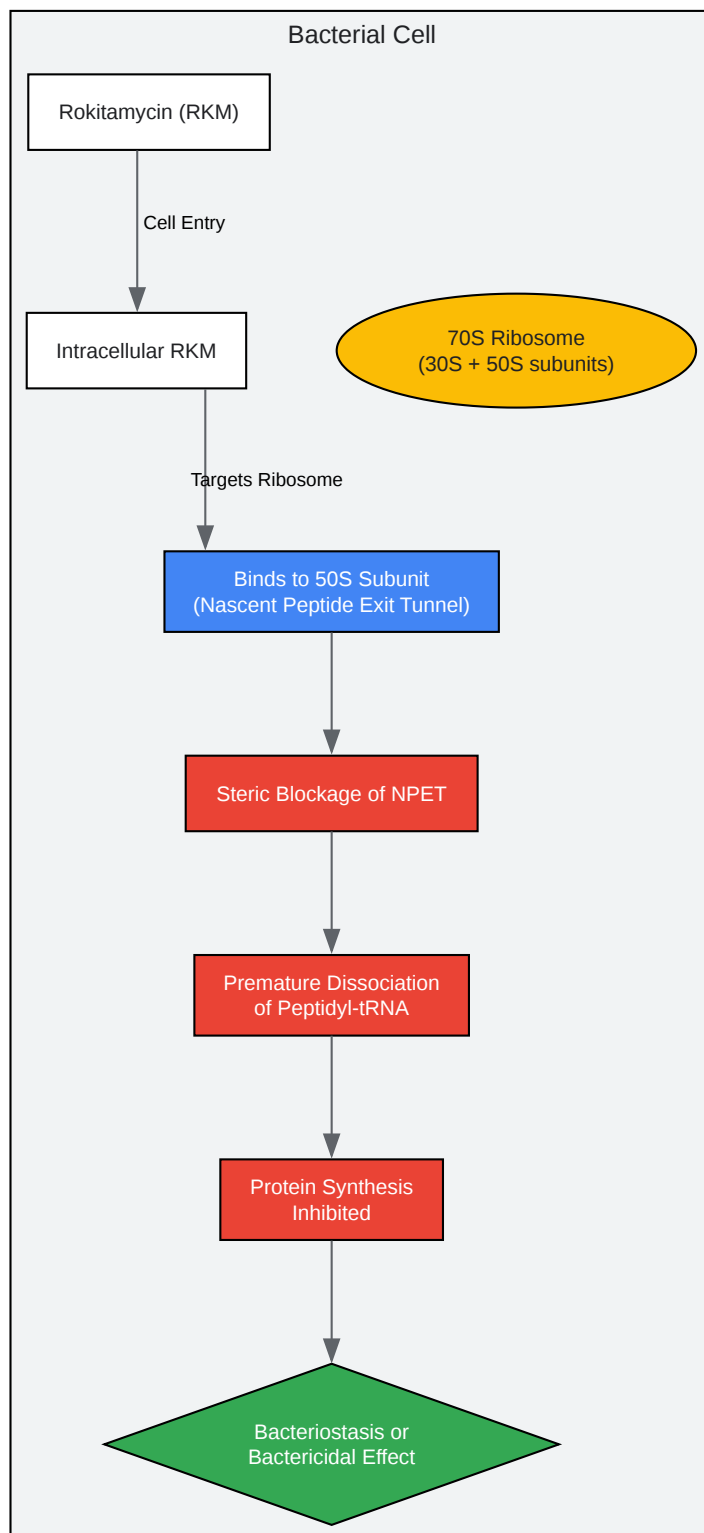 Bacterial Cell
Rokitamycin (RKM)
Cell Entry
Intracellular RKM
70S Ribosome
(30S + 50S subunits)
Targets Ribosome
Binds to 50S Subunit
(Nascent Peptide Exit Tunnel)
Steric Blockage of NPET
Premature Dissociation
of Peptidyl-tRNA
Protein Synthesis
Inhibited
Bacteriostasis or
Bactericidal Effect